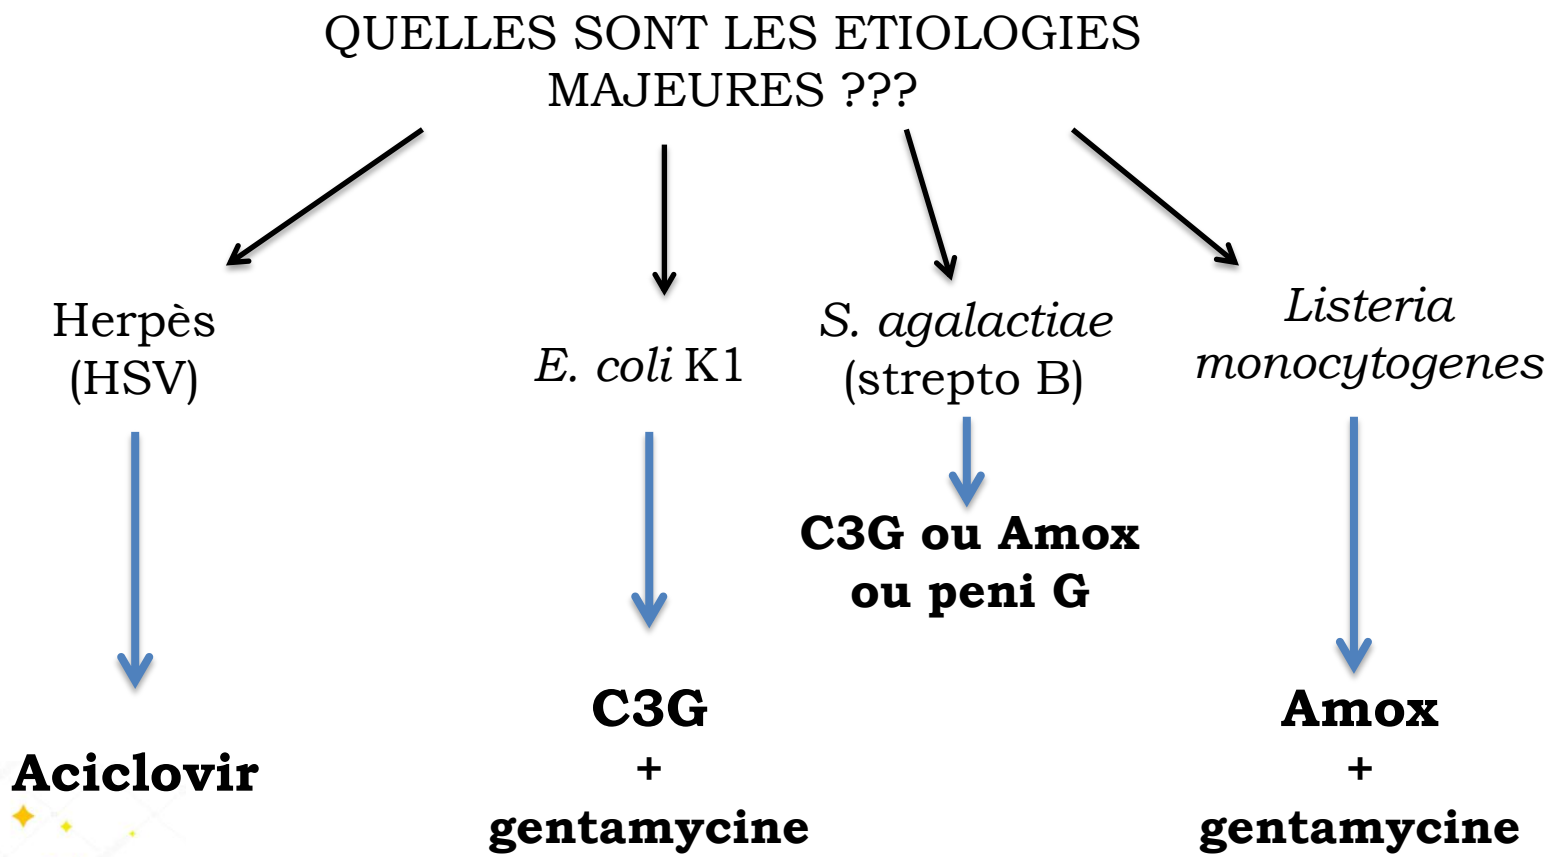 QUELLES SONT LES ETIOLOGIES
MAJEURES ???
Herpès
(HSV)
E. coli K1
S. agalactiae
(strepto B)
Listeria
monocytogenes
C3G ou Amox
ou peni G
Aciclovir
C3G
+
gentamycine
Amox
+
gentamycine